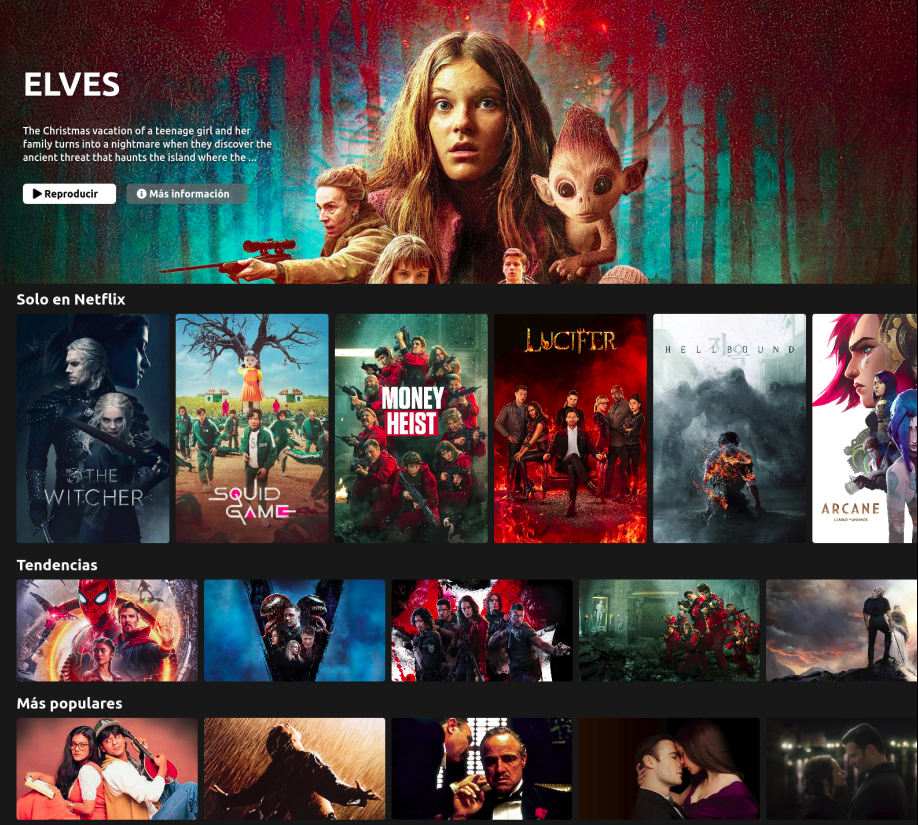 ELVES
The Christmas vacation of a teenage girl and her
family turns into a nightmare when they discover the
ancient threat that haunts the island where the ...
Reproducir
Más información
Solo en Netflix
THE
WITCHER
SQUID
GAME
MONEY
HEIST
LUCIFER
HELLBOUND
지옥
ARCANE
Tendencias
Más populares